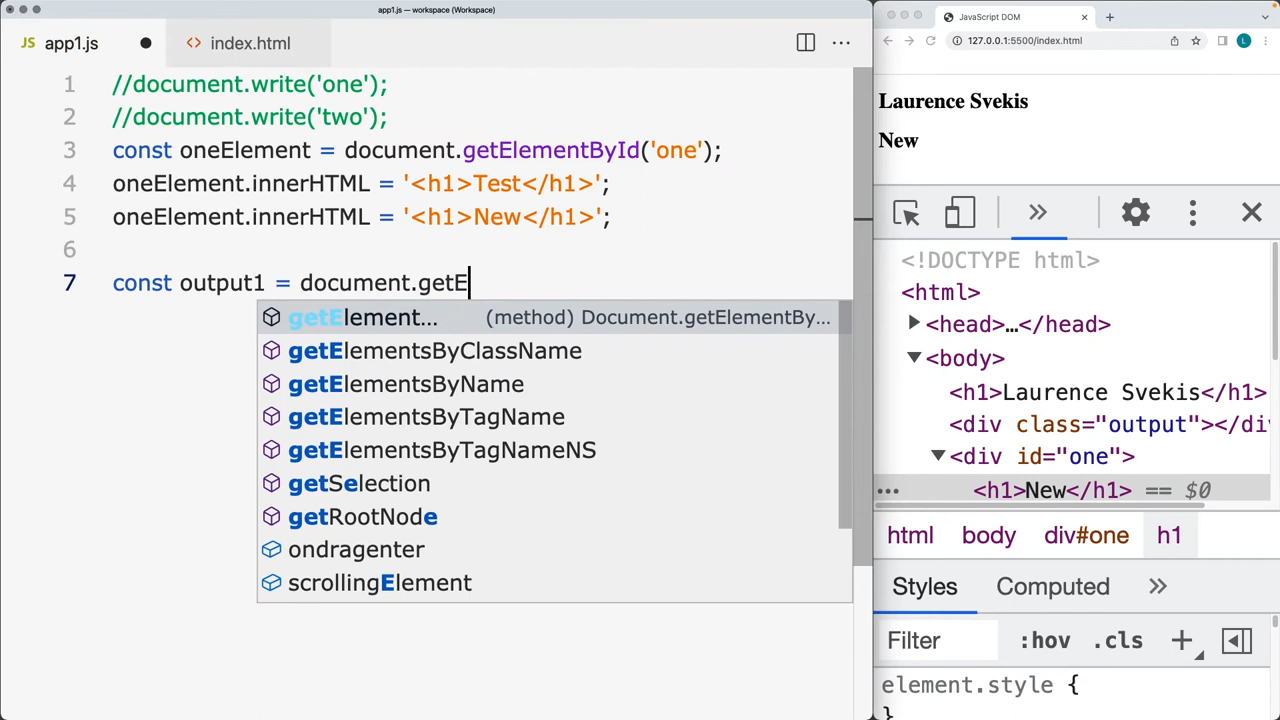 app1.js — workspace (Workspace)
JS app1.js ● <> index.html ...
1 //document.write('one');
2 //document.write('two');
3 const oneElement = document.getElementById('one');
4 oneElement.innerHTML = '<h1>Test</h1>';
5 oneElement.innerHTML = '<h1>New</h1>';
6
7 const output1 = document.getE
getElement... (method) Document.getElementBy...
getElementsByClassName
getElementsByName
getElementsByTagName
getElementsByTagNameNS
getSelection
getRootNode
ondragenter
scrollingElement
JavaScript DOM
127.0.0.1:5500/index.html
L
Laurence Svekis
New
<!DOCTYPE html>
<html>
<head>…</head>
<body>
<h1>Laurence Svekis</h1>
<div class="output"></div
<div id="one">
... <h1>New</h1> == $0
html body div#one h1
Styles Computed
Filter :hov .cls
element.style {
}